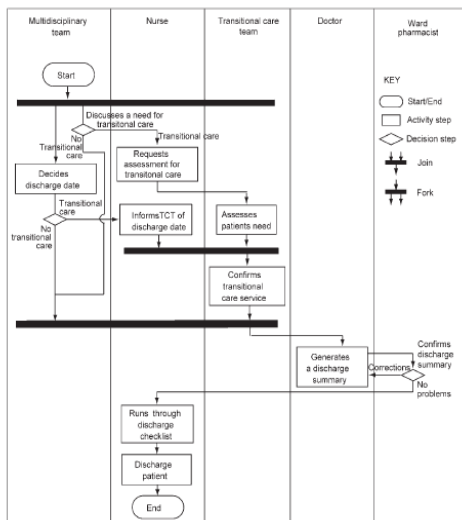 Multidisciplinary
team
Nurse
Transitional care
team
Doctor
Ward
pharmacist
Start
Discusses a need for
transitonal care
No
Transitional
care
Transitional care
Requests
assessment for
transitonal care
Decides
discharge date
Transitional
care
No
transitional
care
InformsTCT of
discharge date
Assesses
patients need
Confirms
transitional
care service
Generates
a discharge
summary
Confirms
discharge
summary
Corrections
No
problems
Runs through
discharge
checklist
Discharge
patient
End
KEY
Start/End
Activity step
Decision step
Join
Fork